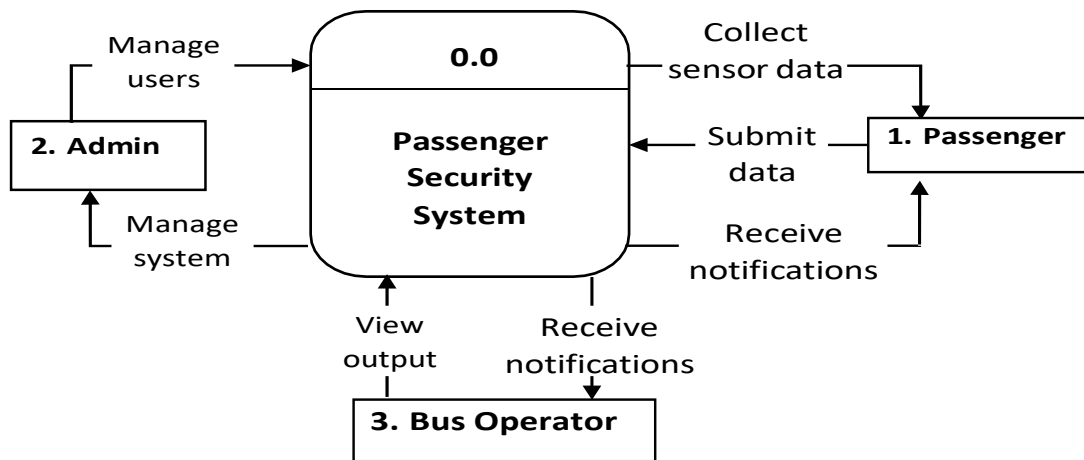 Manage
users
0.0
Collect
sensor data
2. Admin
Passenger
Security
System
Submit
data
1. Passenger
Manage
system
Receive
notifications
View
output
Receive
notifications
3. Bus Operator